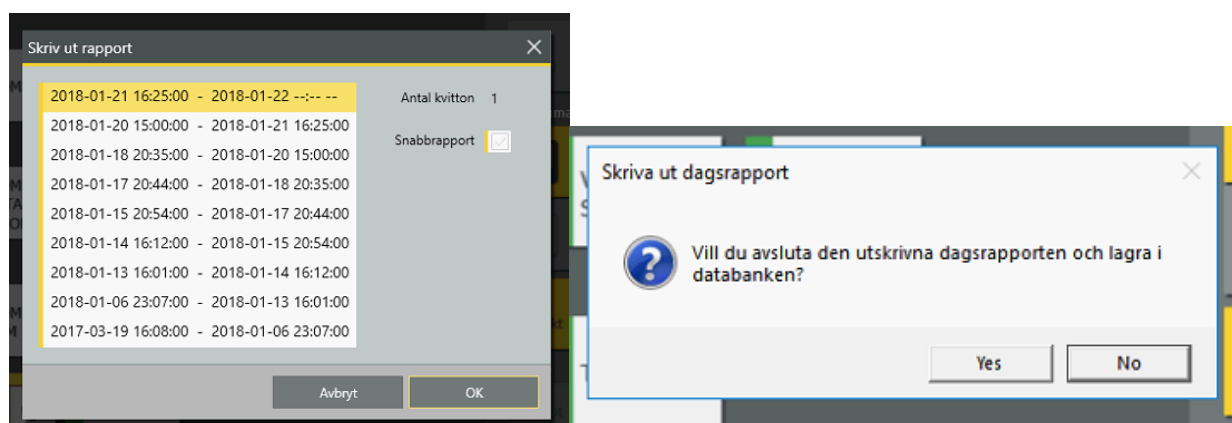 Skriv ut rapport
2018-01-21 16:25:00 - 2018-01-22 --:-- --
2018-01-20 15:00:00 - 2018-01-21 16:25:00
2018-01-18 20:35:00 - 2018-01-20 15:00:00
2018-01-17 20:44:00 - 2018-01-18 20:35:00
2018-01-15 20:54:00 - 2018-01-17 20:44:00
2018-01-14 16:12:00 - 2018-01-15 20:54:00
2018-01-13 16:01:00 - 2018-01-14 16:12:00
2018-01-06 23:07:00 - 2018-01-13 16:01:00
2017-03-19 16:08:00 - 2018-01-06 23:07:00
Antal kvitton 1
Snabbrapport
Avbryt OK
Skriva ut dagsrapport
Vill du avsluta den utskrivna dagsrapporten och lagra i
databanken?
Yes No